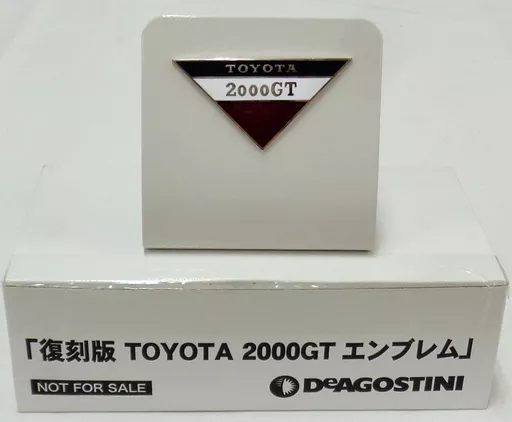 TOYOTA
2000GT
「復刻版 TOYOTA 2000GT エンブレム」
NOT FOR SALE
DeAGOSTINI